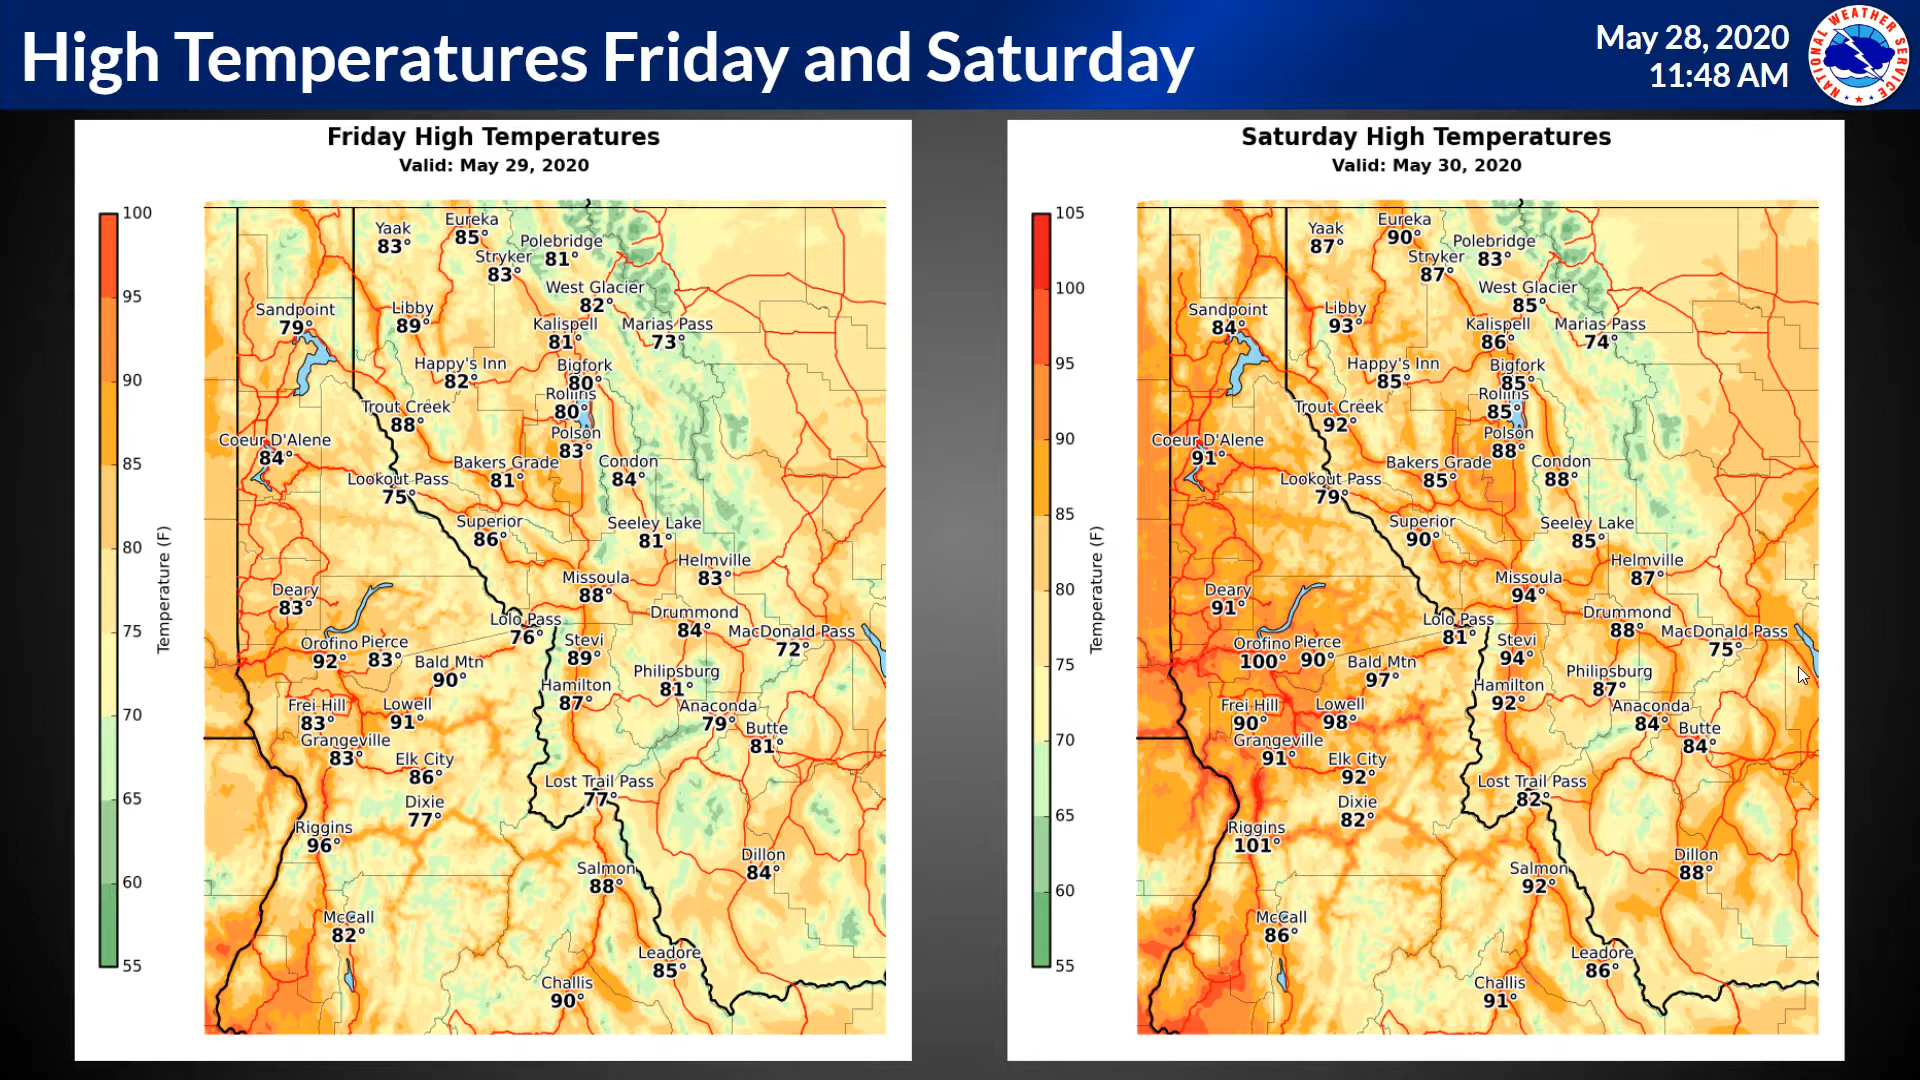 High Temperatures Friday and Saturday
May 28, 2020
11:48 AM
NATIONAL WEATHER SERVICE
Friday High Temperatures
Valid: May 29, 2020
100
95
90
85
80
75
70
65
60
55
Temperature (F)
Yaak
83°
Eureka
85°
Polebridge
81°
Stryker
83°
West Glacier
82°
Sandpoint
79°
Libby
89°
Kalispell
81°
Marias Pass
73°
Happy's Inn
82°
Bigfork
80°
Rollins
80°
Trout Creek
88°
Polson
83°
Coeur D'Alene
84°
Bakers Grade
81°
Condon
84°
Lookout Pass
75°
Superior
86°
Seeley Lake
81°
Helmville
83°
Missoula
88°
Deary
83°
Lolo Pass
76°
Drummond
84°
MacDonald Pass
72°
Orofino
92°
Pierce
83°
Stevi
89°
Bald Mtn
90°
Philipsburg
81°
Hamilton
87°
Frei Hill
83°
Lowell
91°
Anaconda
79°
Butte
81°
Grangeville
83°
Elk City
86°
Lost Trail Pass
77°
Dixie
77°
Riggins
96°
Dillon
84°
Salmon
88°
McCall
82°
Leadore
85°
Challis
90°
Saturday High Temperatures
Valid: May 30, 2020
105
100
95
90
85
80
75
70
65
60
55
Temperature (F)
Yaak
87°
Eureka
90°
Polebridge
83°
Stryker
87°
West Glacier
85°
Sandpoint
84°
Libby
93°
Kalispell
86°
Marias Pass
74°
Happy's Inn
85°
Bigfork
85°
Rollins
85°
Trout Creek
92°
Polson
88°
Coeur D'Alene
91°
Bakers Grade
85°
Condon
88°
Lookout Pass
79°
Superior
90°
Seeley Lake
85°
Helmville
87°
Missoula
94°
Deary
91°
Lolo Pass
81°
Drummond
88°
MacDonald Pass
75°
Orofino
100°
Pierce
90°
Stevi
94°
Bald Mtn
97°
Philipsburg
87°
Hamilton
92°
Frei Hill
90°
Lowell
98°
Anaconda
84°
Butte
84°
Grangeville
91°
Elk City
92°
Lost Trail Pass
82°
Dixie
82°
Riggins
101°
Dillon
88°
Salmon
92°
McCall
86°
Leadore
86°
Challis
91°